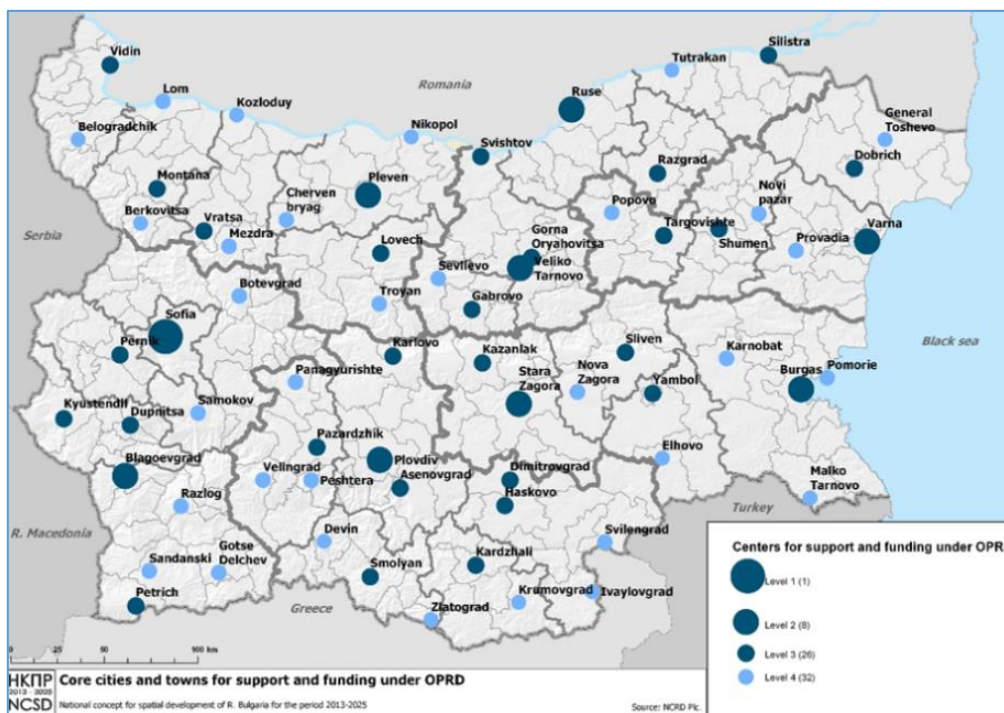 Vidin
Silistra
Tutrakan
Romania
Lom
Ruse
Kozloduy
General
Toshevo
Belogradchik
Nikopol
Svishtov
Razgrad
Dobrich
Montana
Pleven
Novi
pazar
Cherven
bryag
Popovo
Berkovitsa
Vratsa
Targovishte
Varna
Serbia
Mezdra
Lovech
Gorna
Oryahovitsa
Shumen
Provadia
Sevlievo
Veliko
Tarnovo
Botevgrad
Troyan
Gabrovo
Sofia
Pernik
Karlovo
Kazanlak
Sliven
Karnobat
Black sea
Panagyurishte
Stara
Zagora
Nova
Zagora
Burgas
Pomorie
Yambol
Kyustendil
Dupnitsa
Samokov
Pazardzhik
Elhovo
Blagoevgrad
Plovdiv
Velingrad
Peshtera
Asenovgrad
Dimitrovgrad
Malko
Tarnovo
Razlog
Haskovo
Turkey
R. Macedonia
Devin
Svilengrad
Sandanski
Gotse
Delchev
Smolyan
Kardzhali
Petrich
Greece
Zlatograd
Krumovgrad
Ivaylovgrad
Centers for support and funding under OPR
Level 1 (1)
Level 2 (8)
Level 3 (26)
Level 4 (32)
0 25 50 100 km
НКПР
2013 - 2025
NCSD
Core cities and towns for support and funding under OPRD
National concept for spatial development of R. Bulgaria for the period 2013-2025
Source: NCRD Plc.